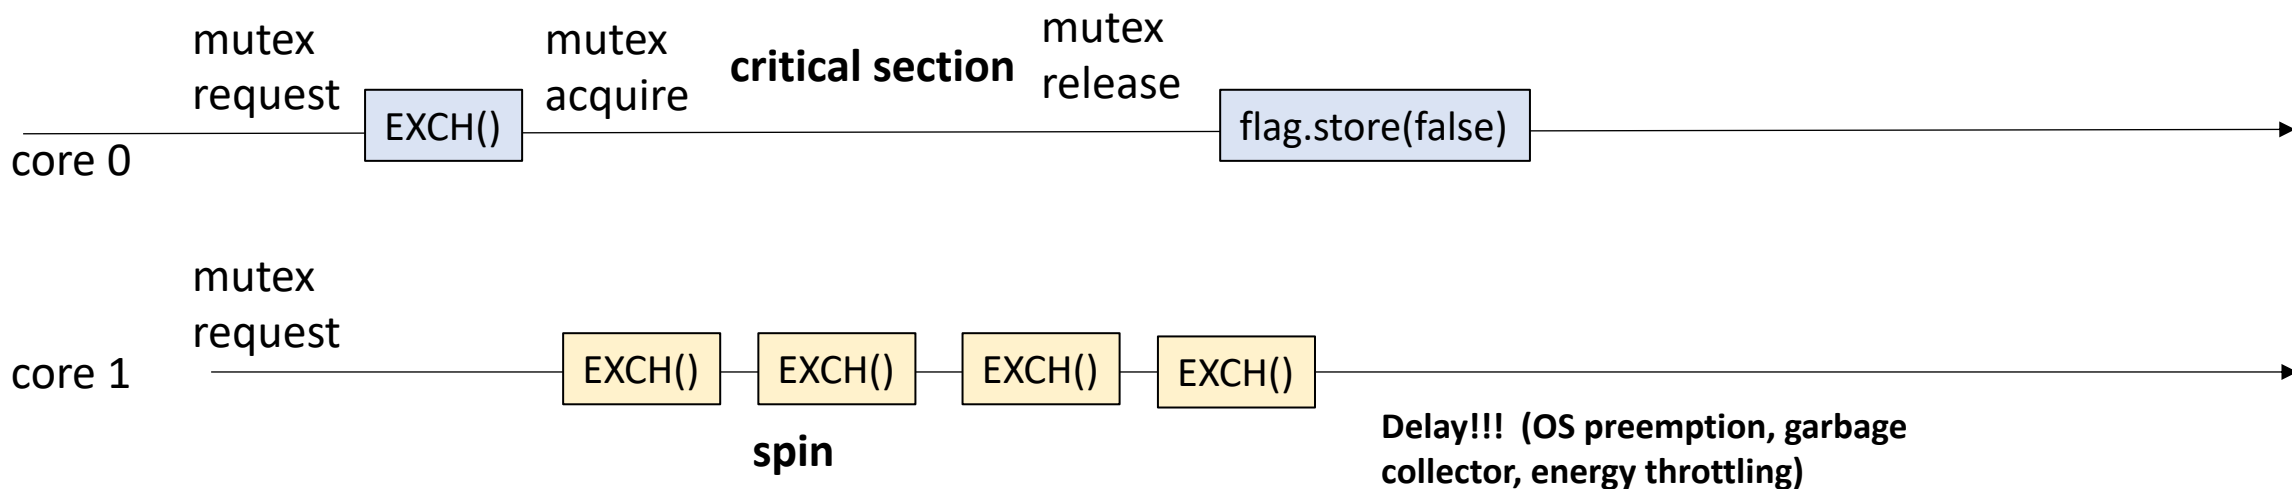 mutex
request
EXCH()
mutex
acquire
critical section
mutex
release
flag.store(false)
core 0
mutex
request
core 1
EXCH()
EXCH()
EXCH()
EXCH()
spin
Delay!!! (OS preemption, garbage
collector, energy throttling)